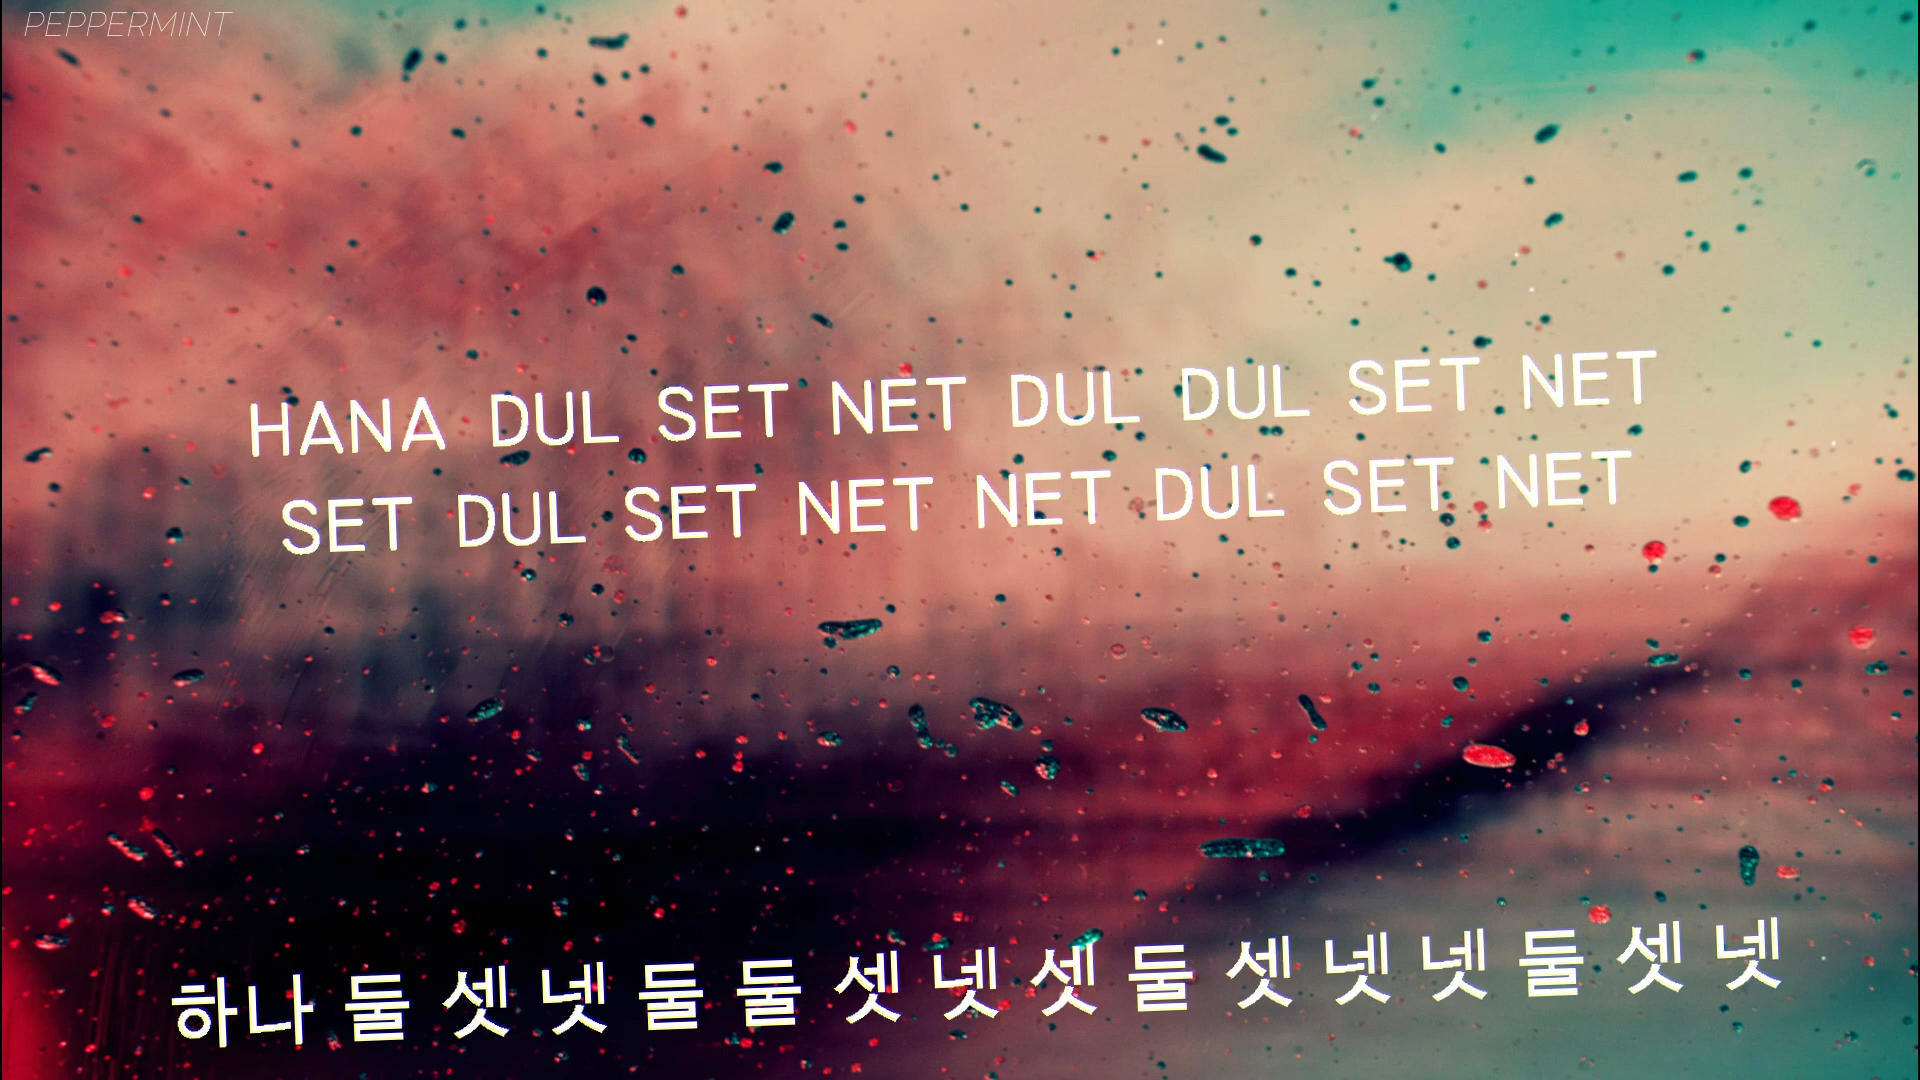 PEPPERMINT
HANA DUL SET NET DUL DUL SET NET
SET DUL SET NET NET DUL SET NET
하나 둘 셋 넷 둘 둘 셋 넷 셋 둘 셋 넷 넷 둘 셋 넷